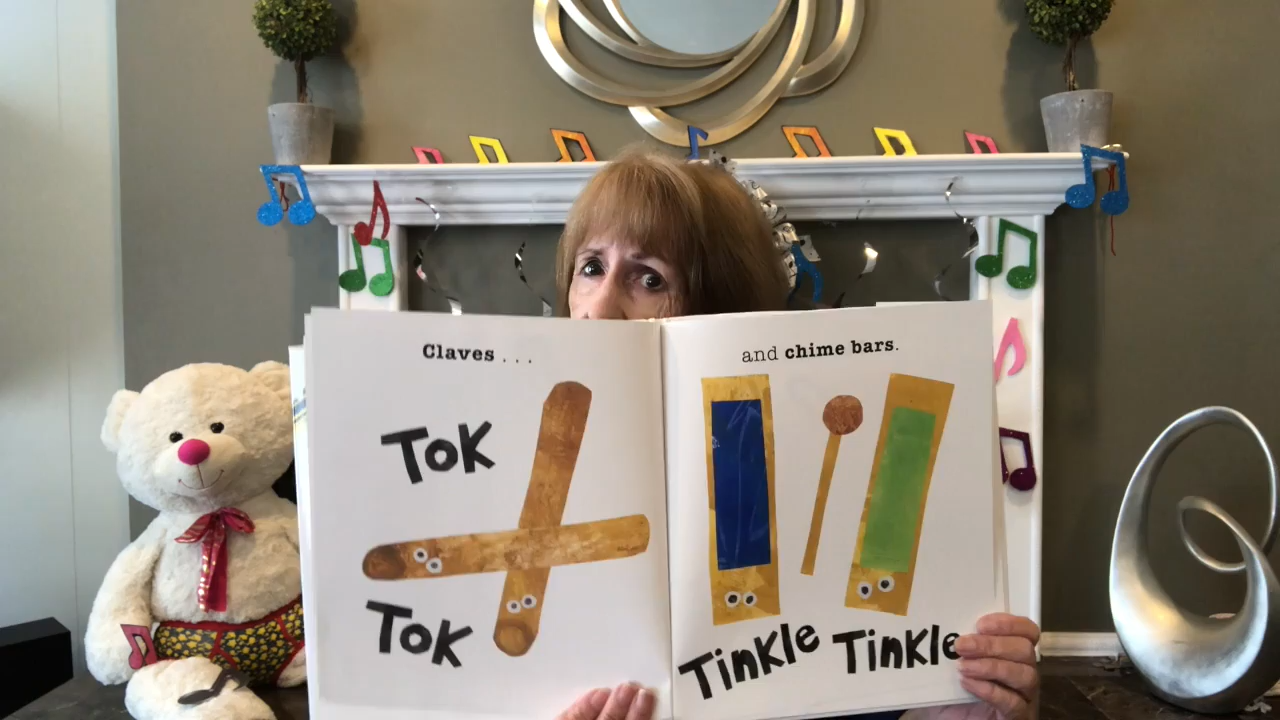 Claves . . .
TOK
TOK
and chime bars.
TINKLE TINKLE